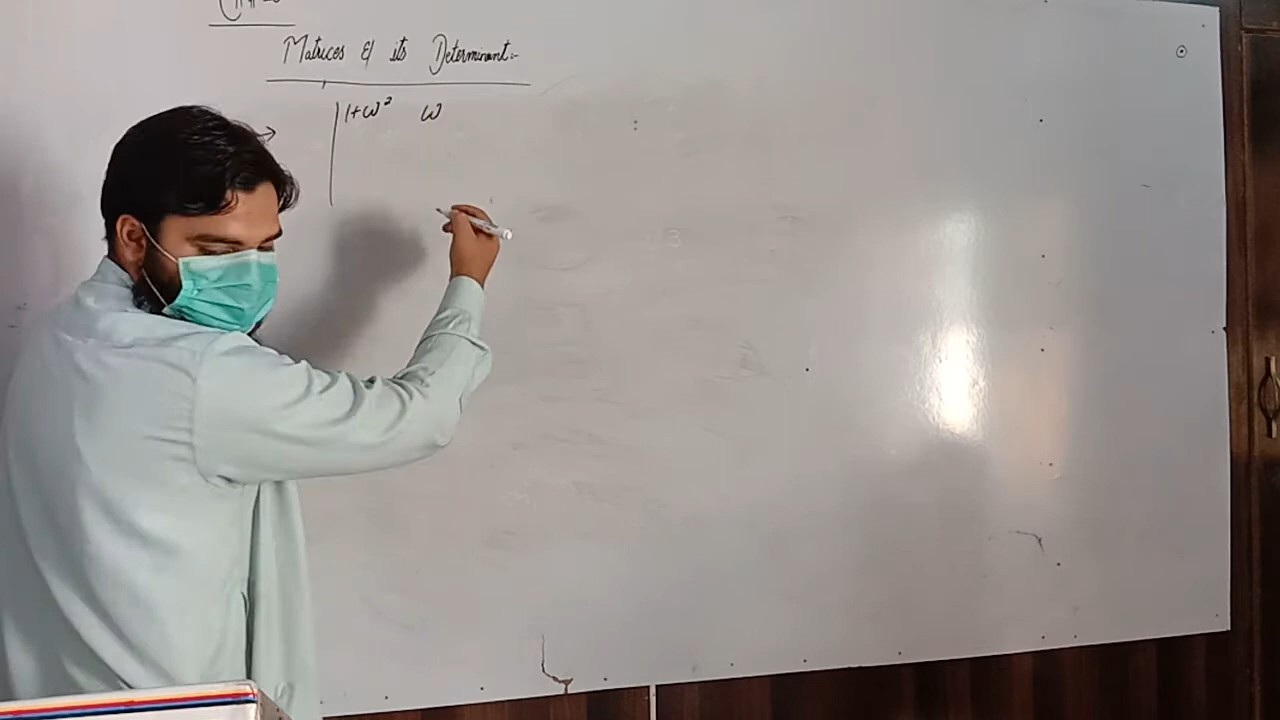 Matrices & its Determinant:-
→ | 1+ω² ω